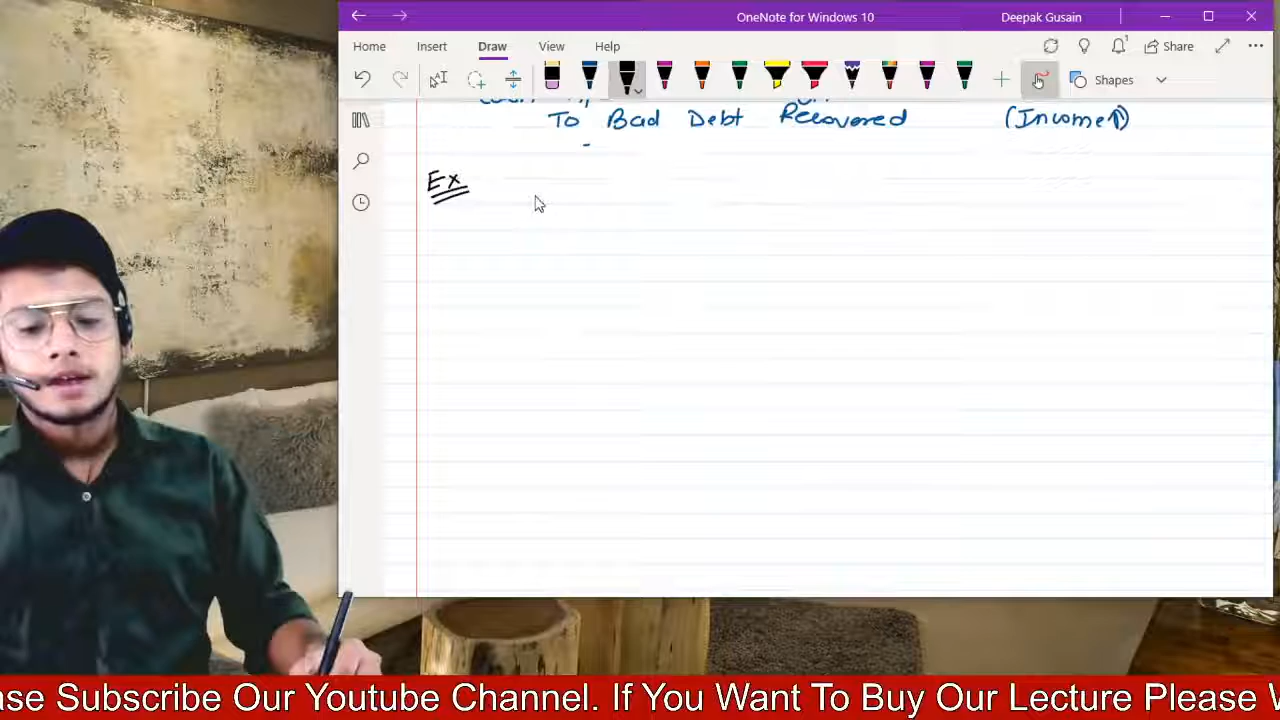 OneNote for Windows 10
Deepak Gusain
Home Insert Draw View Help
Share
Shapes
To Bad Debt Recovered (Income↑)
Ex
ase Subscribe Our Youtube Channel. If You Want To Buy Our Lecture Please W